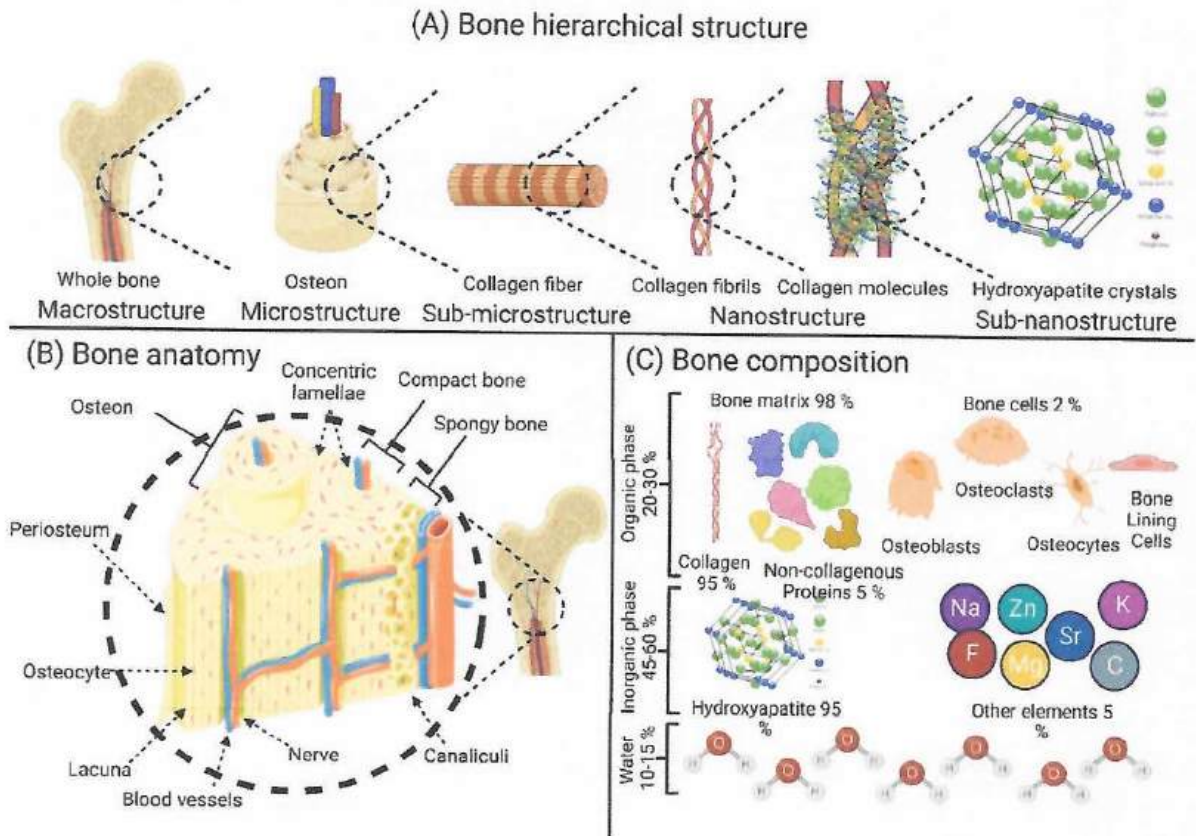 (A) Bone hierarchical structure
Whole bone
Osteon
Collagen fiber
Collagen fibrils
Collagen molecules
Hydroxyapatite crystals
Macrostructure
Microstructure
Sub-microstructure
Nanostructure
Sub-nanostructure
(B) Bone anatomy
Concentric
lamellae
Compact bone
Osteon
Spongy bone
Periosteum
Osteocyte
Lacuna
Nerve
Canaliculi
Blood vessels
(C) Bone composition
Organic phase
20-30 %
Bone matrix 98 %
Bone cells 2 %
Osteoclasts
Osteoblasts
Osteocytes
Bone
Lining
Cells
Collagen
95 %
Non-collagenous
Proteins 5 %
Inorganic phase
45-60 %
Na
Zn
K
Sr
F
Mg
C
Hydroxyapatite 95
%
Other elements 5
%
Water
10-15 %
O
H H
O
H H
O
H H
O
H H
O
H H
O
H H
O
H H